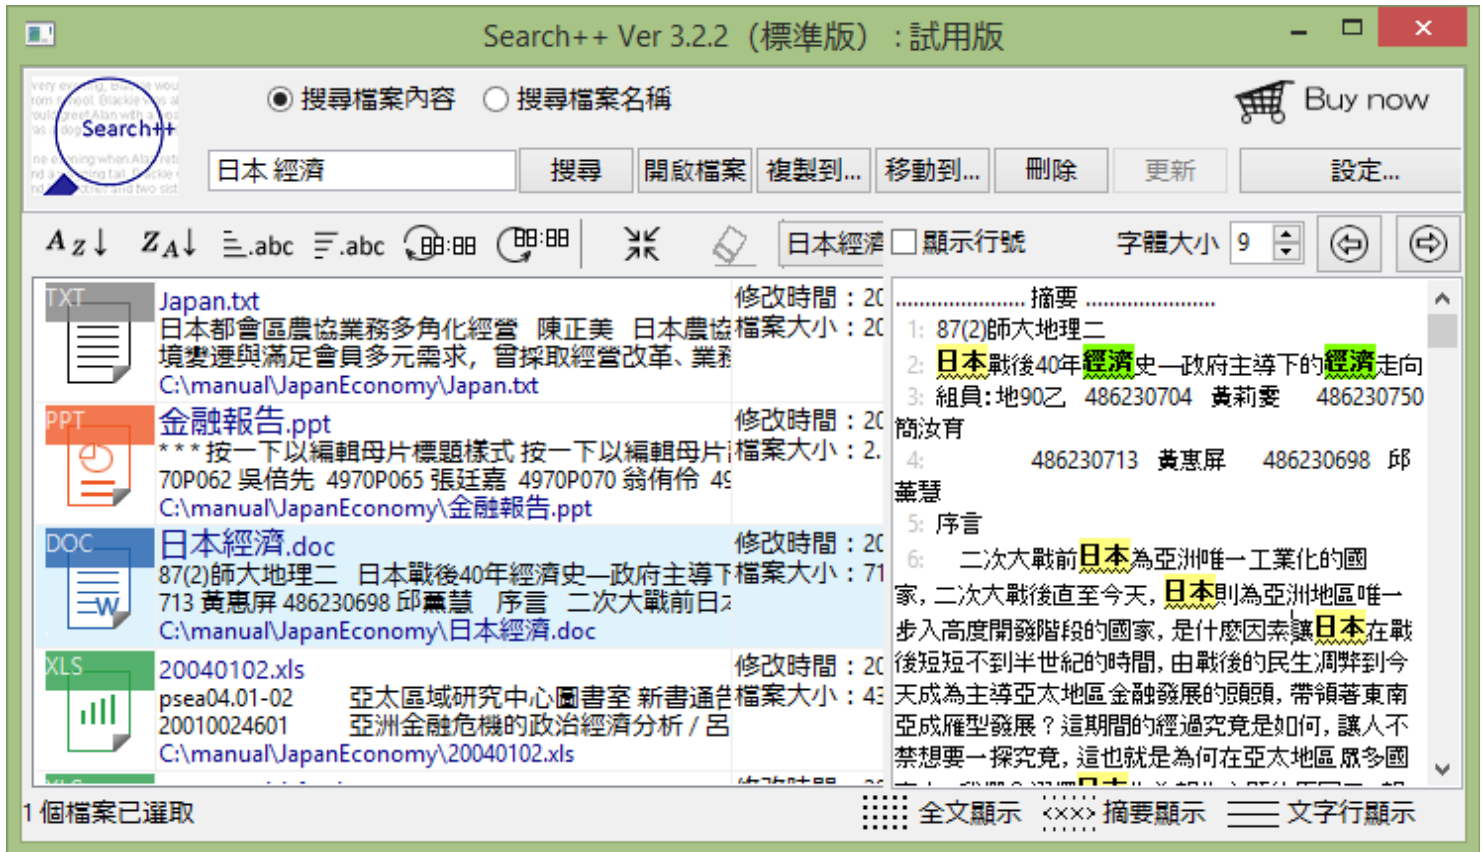 Search++ Ver 3.2.2 (標準版) : 試用版
Search++
搜尋檔案內容 搜尋檔案名稱
Buy now
日本 經濟 搜尋 開啟檔案 複製到... 移動到... 刪除 更新 設定...
AZ↓ ZA↓ .abc .abc 88:88 88:88 日本經濟 顯示行號 字體大小 9
TXT Japan.txt 修改時間：20
日本都會區農協業務多角化經營 陳正美 日本農協 檔案大小：20
境變遷與滿足會員多元需求, 曾採取經營改革、業務
C:\manual\JapanEconomy\Japan.txt
PPT 金融報告.ppt 修改時間：20
* * * 按一下以編輯母片標題樣式 按一下以編輯母片 檔案大小：2.
70P062 吳倍先 4970P065 張廷嘉 4970P070 翁侑伶 49
C:\manual\JapanEconomy\金融報告.ppt
DOC 日本經濟.doc 修改時間：20
87(2)師大地理二 日本戰後40年經濟史—政府主導下 檔案大小：71
713 黃惠屏 486230698 邱薰慧 序言 二次大戰前日
C:\manual\JapanEconomy\日本經濟.doc
XLS 20040102.xls 修改時間：20
psea04.01-02 亞太區域研究中心圖書室 新書通告 檔案大小：43
20010024601 亞洲金融危機的政治經濟分析 / 呂
C:\manual\JapanEconomy\20040102.xls
...................... 摘要 ......................
1: 87(2)師大地理二
2: 日本戰後40年經濟史—政府主導下的經濟走向
3: 組員:地90乙 486230704 黃莉雯 486230750
簡汝育
4: 486230713 黃惠屏 486230698 邱
薰慧
5: 序言
6: 二次大戰前日本為亞洲唯一工業化的國
家, 二次大戰後直至今天, 日本則為亞洲地區唯一
步入高度開發階段的國家, 是什麼因素讓日本在戰
後短短不到半世紀的時間, 由戰後的民生凋弊到今
天成為主導亞太地區金融發展的頭頭, 帶領著東南
亞成雁型發展？這期間的經過究竟是如何, 讓人不
禁想要一探究竟, 這也就是為何在亞太地區眾多國
1 個檔案已選取 全文顯示 <xx> 摘要顯示 文字行顯示